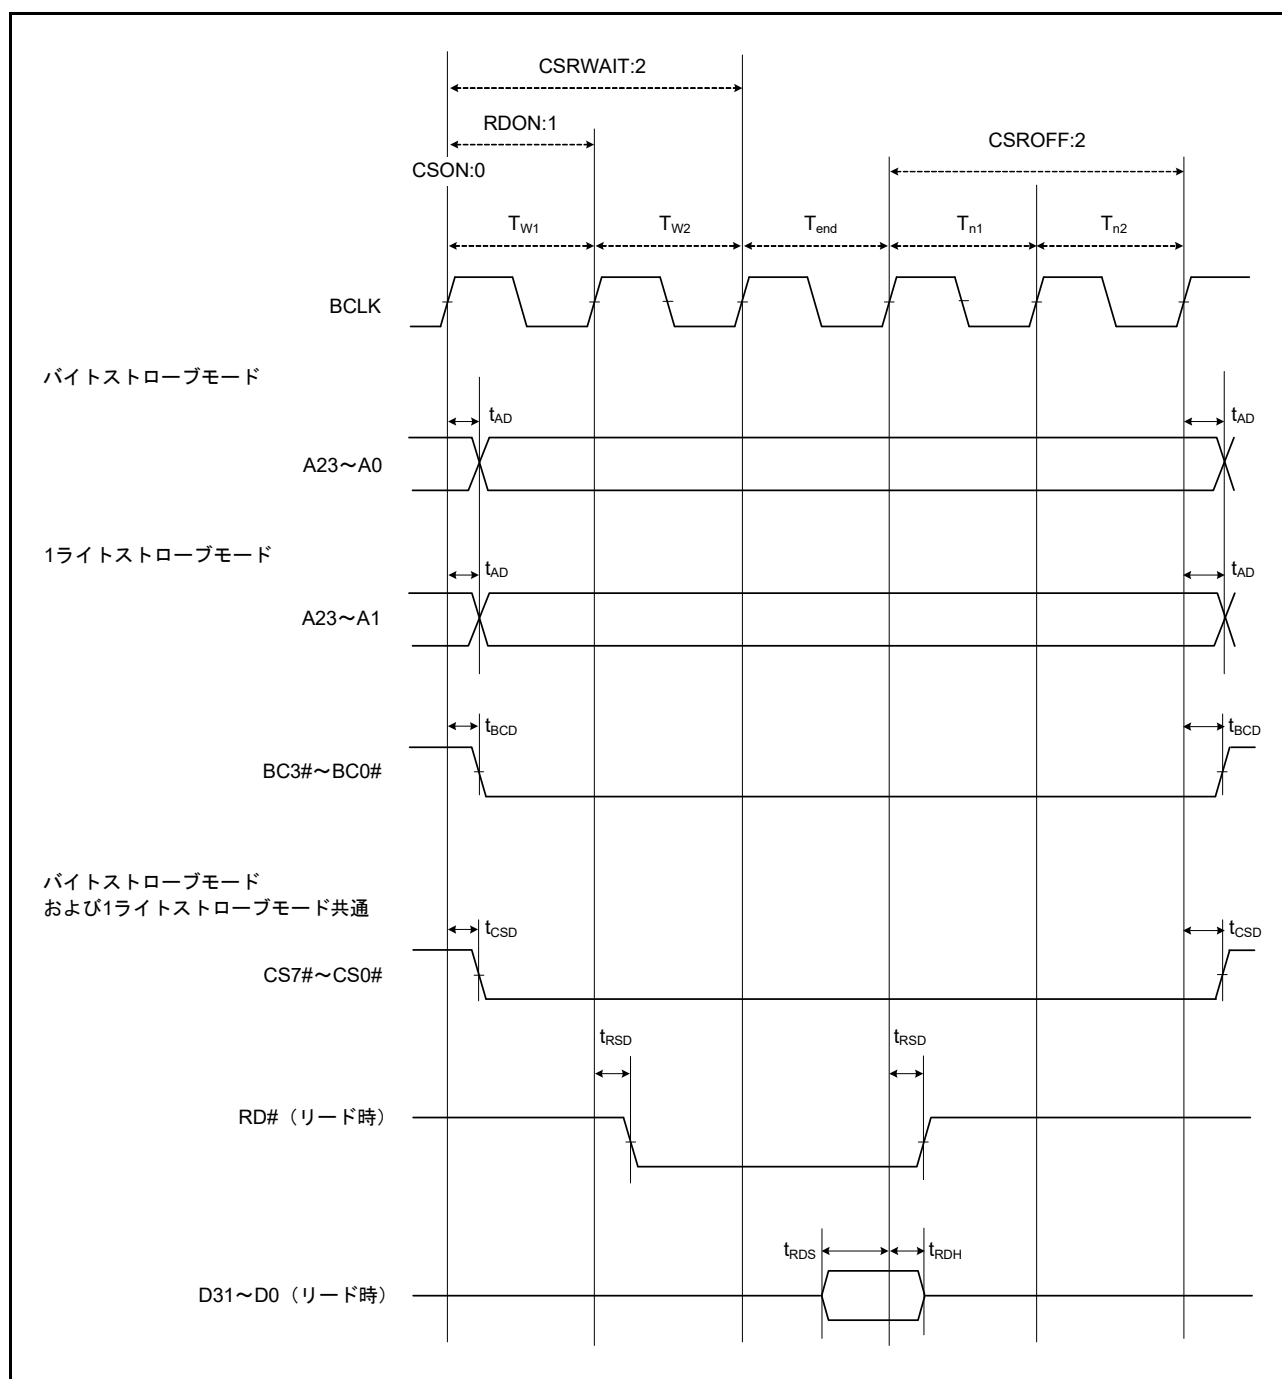 CSRWAIT:2
RDON:1
CSROFF:2
CSON:0
TW1 TW2 Tend Tn1 Tn2
BCLK
バイトストローブモード
tAD tAD
A23～A0
1ライトストローブモード
tAD tAD
A23～A1
tBCD tBCD
BC3#～BC0#
バイトストローブモード
および1ライトストローブモード共通
tCSD tCSD
CS7#～CS0#
tRSD tRSD
RD#（リード時）
tRDS tRDH
D31～D0（リード時）